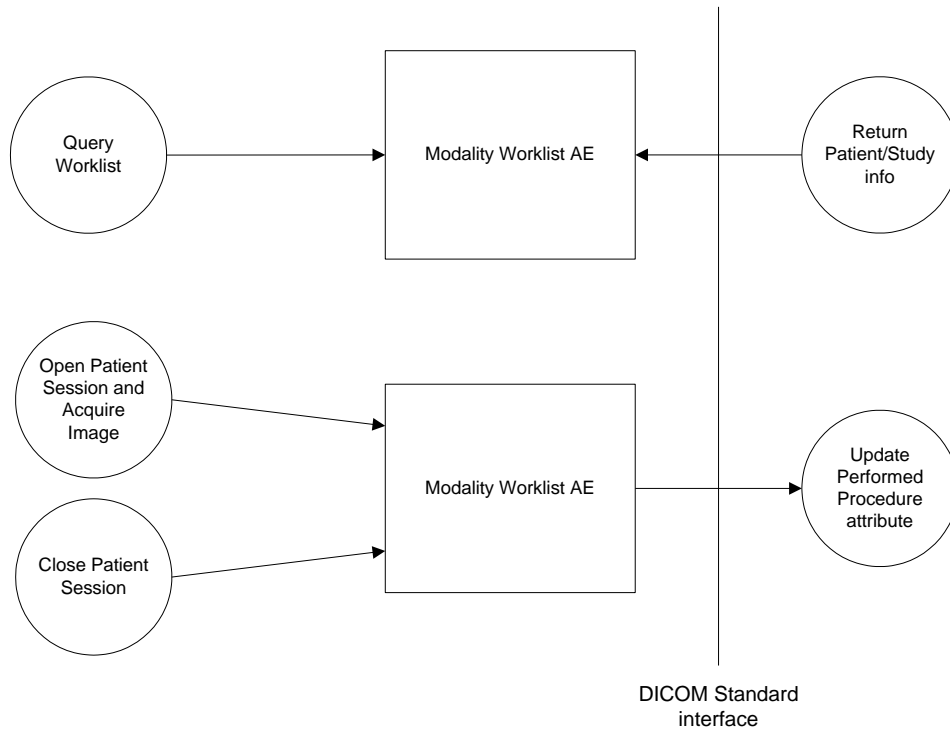 Query
Worklist
Modality Worklist AE
Return
Patient/Study
info
Open Patient
Session and
Acquire
Image
Close Patient
Session
Modality Worklist AE
Update
Performed
Procedure
attribute
DICOM Standard
interface